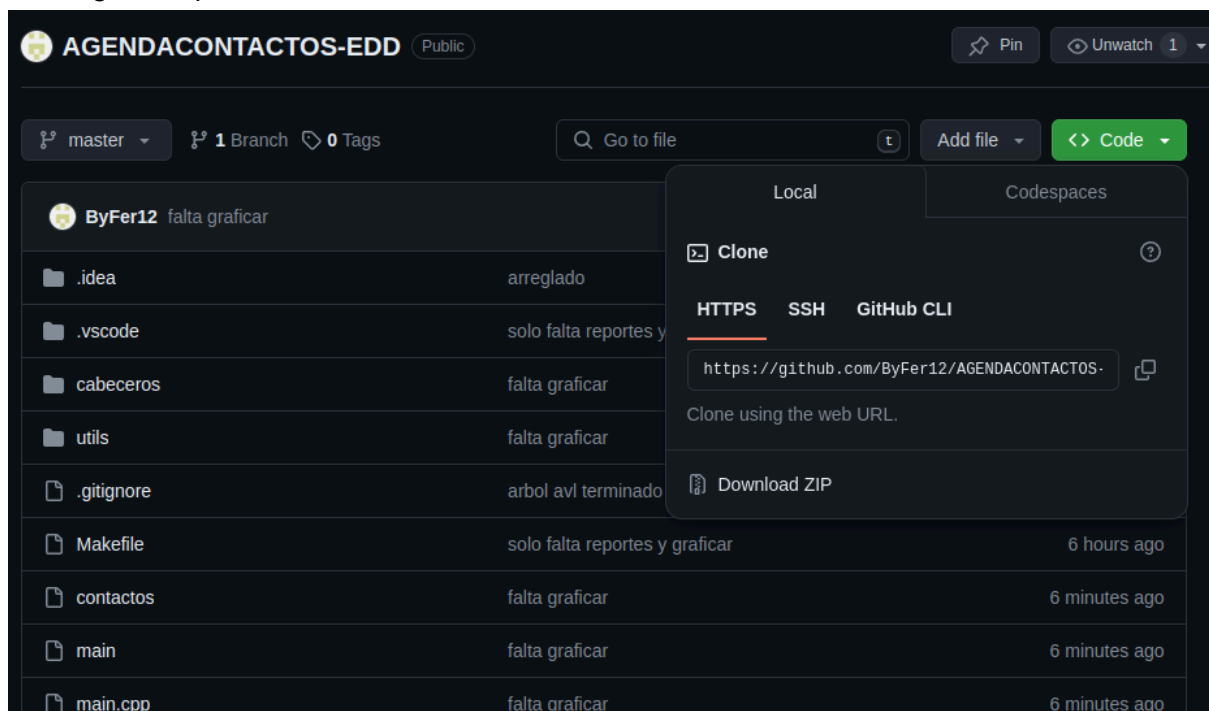 AGENDACONTACTOS-EDD Public Pin Unwatch 1
master 1 Branch 0 Tags Go to file t Add file <> Code
Local Codespaces
ByFer12 falta graficar
Clone
.idea arreglado
HTTPS SSH GitHub CLI
.vscode solo falta reportes y
https://github.com/ByFer12/AGENDACONTACTOS-
cabeceros falta graficar
Clone using the web URL.
utils falta graficar
.gitignore arbol avl terminado
Download ZIP
Makefile solo falta reportes y graficar 6 hours ago
contactos falta graficar 6 minutes ago
main falta graficar 6 minutes ago
main.cpp falta graficar 6 minutes ago